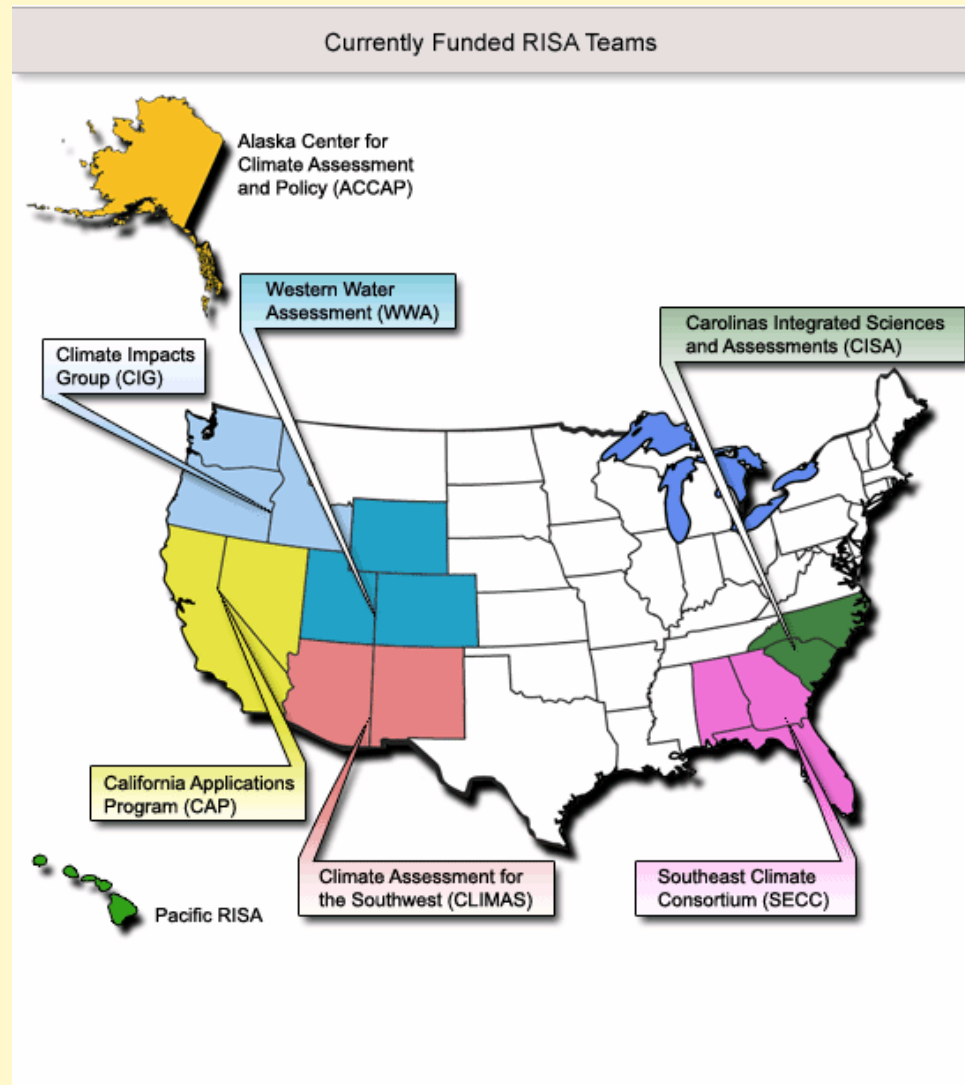 Currently Funded RISA Teams
Alaska Center for
Climate Assessment
and Policy (ACCAP)
Western Water
Assessment (WWA)
Carolinas Integrated Sciences
and Assessments (CISA)
Climate Impacts
Group (CIG)
California Applications
Program (CAP)
Climate Assessment for
the Southwest (CLIMAS)
Southeast Climate
Consortium (SECC)
Pacific RISA